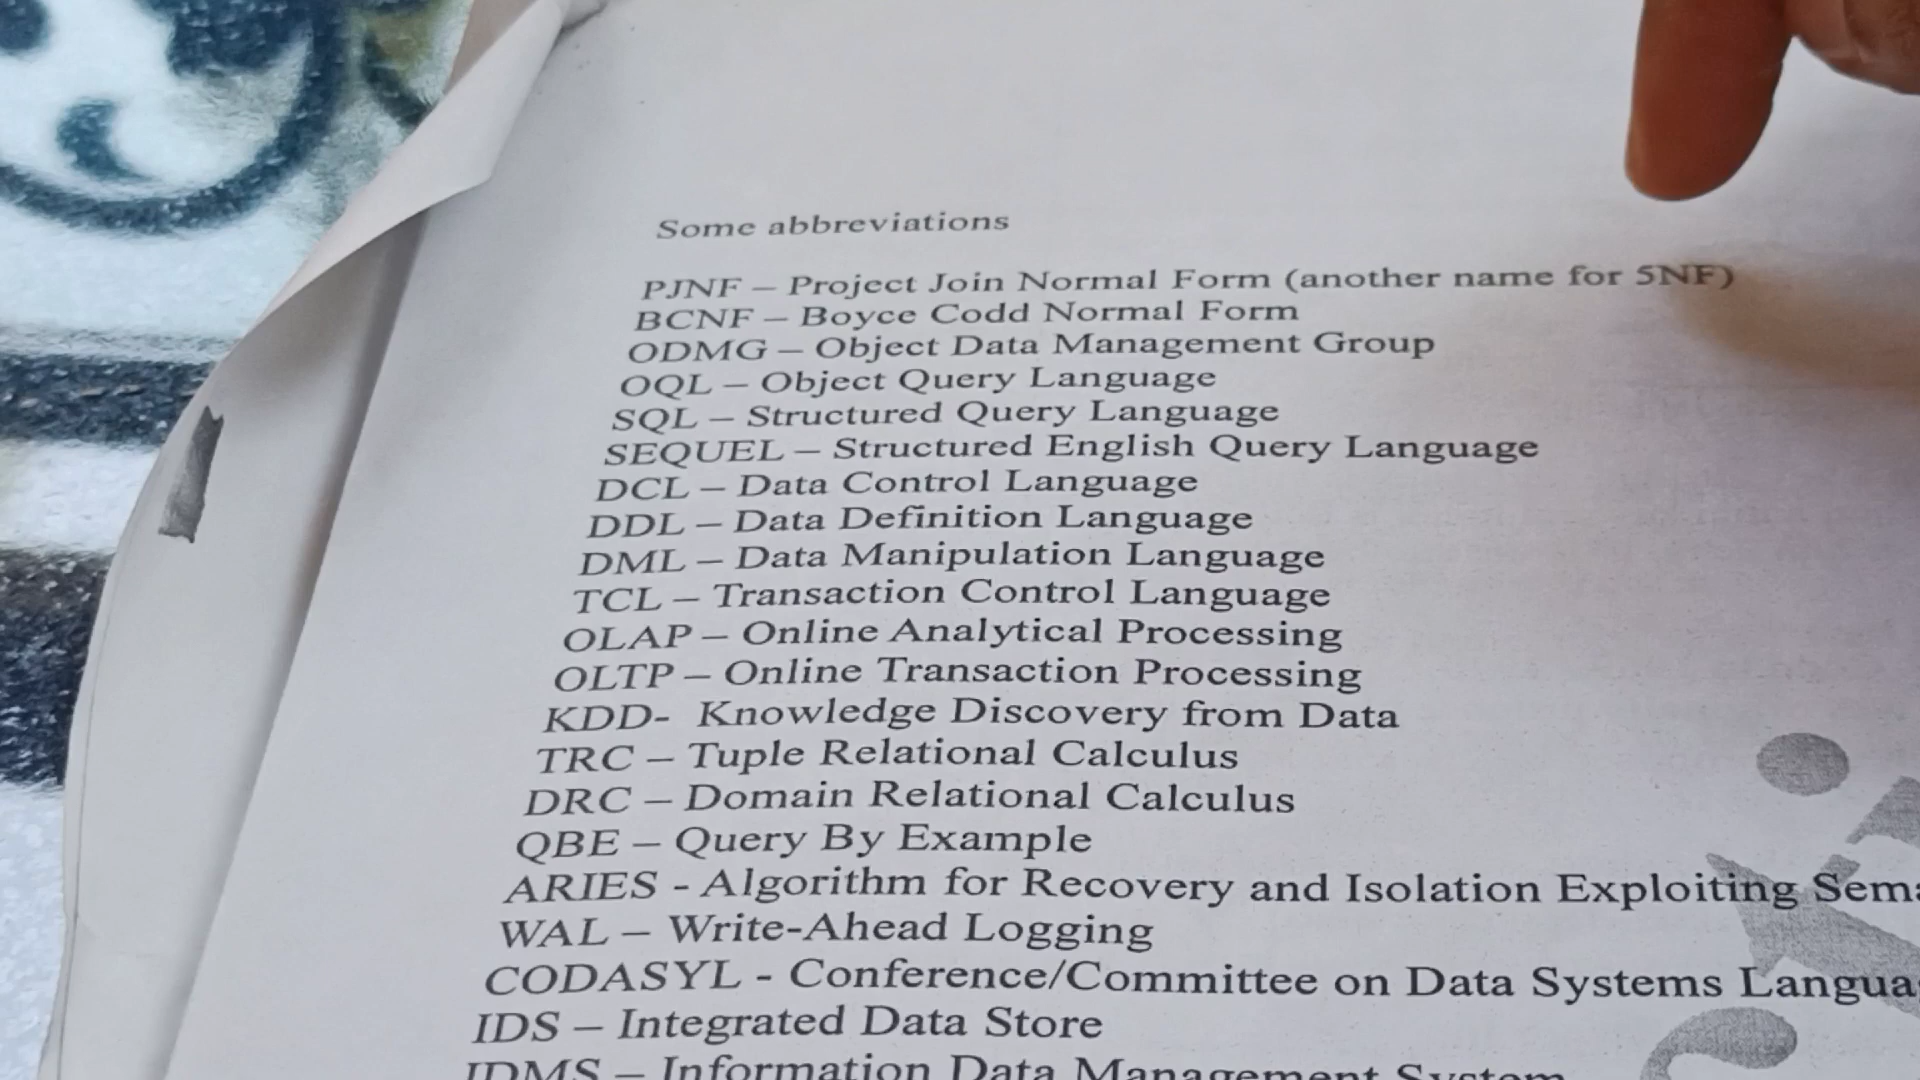 Some abbreviations
PJNF – Project Join Normal Form (another name for 5NF)
BCNF – Boyce Codd Normal Form
ODMG – Object Data Management Group
OQL – Object Query Language
SQL – Structured Query Language
SEQUEL – Structured English Query Language
DCL – Data Control Language
DDL – Data Definition Language
DML – Data Manipulation Language
TCL – Transaction Control Language
OLAP – Online Analytical Processing
OLTP – Online Transaction Processing
KDD- Knowledge Discovery from Data
TRC – Tuple Relational Calculus
DRC – Domain Relational Calculus
QBE – Query By Example
ARIES - Algorithm for Recovery and Isolation Exploiting
WAL – Write-Ahead Logging
CODASYL - Conference/Committee on Data Systems
IDS – Integrated Data Store
IDMS – Information Data Management System